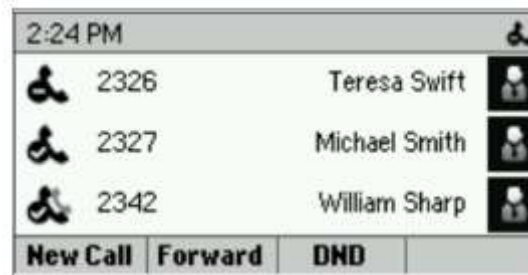 2:24 PM
2326 Teresa Swift
2327 Michael Smith
2342 William Sharp
New Call Forward DND